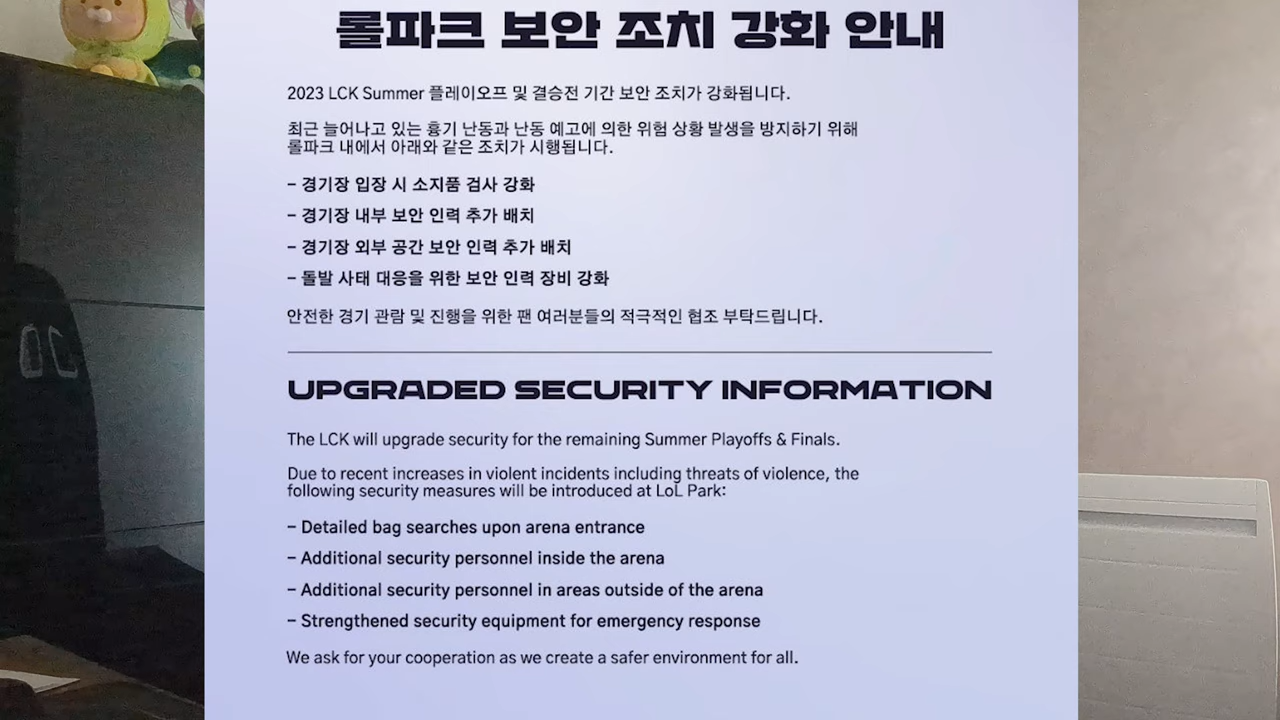 롤파크 보안 조치 강화 안내
2023 LCK Summer 플레이오프 및 결승전 기간 보안 조치가 강화됩니다.
최근 늘어나고 있는 흉기 난동과 난동 예고에 의한 위험 상황 발생을 방지하기 위해
롤파크 내에서 아래와 같은 조치가 시행됩니다.
- 경기장 입장 시 소지품 검사 강화
- 경기장 내부 보안 인력 추가 배치
- 경기장 외부 공간 보안 인력 추가 배치
- 돌발 사태 대응을 위한 보안 인력 장비 강화
안전한 경기 관람 및 진행을 위한 팬 여러분들의 적극적인 협조 부탁드립니다.
UPGRADED SECURITY INFORMATION
The LCK will upgrade security for the remaining Summer Playoffs & Finals.
Due to recent increases in violent incidents including threats of violence, the
following security measures will be introduced at LoL Park:
- Detailed bag searches upon arena entrance
- Additional security personnel inside the arena
- Additional security personnel in areas outside of the arena
- Strengthened security equipment for emergency response
We ask for your cooperation as we create a safer environment for all.